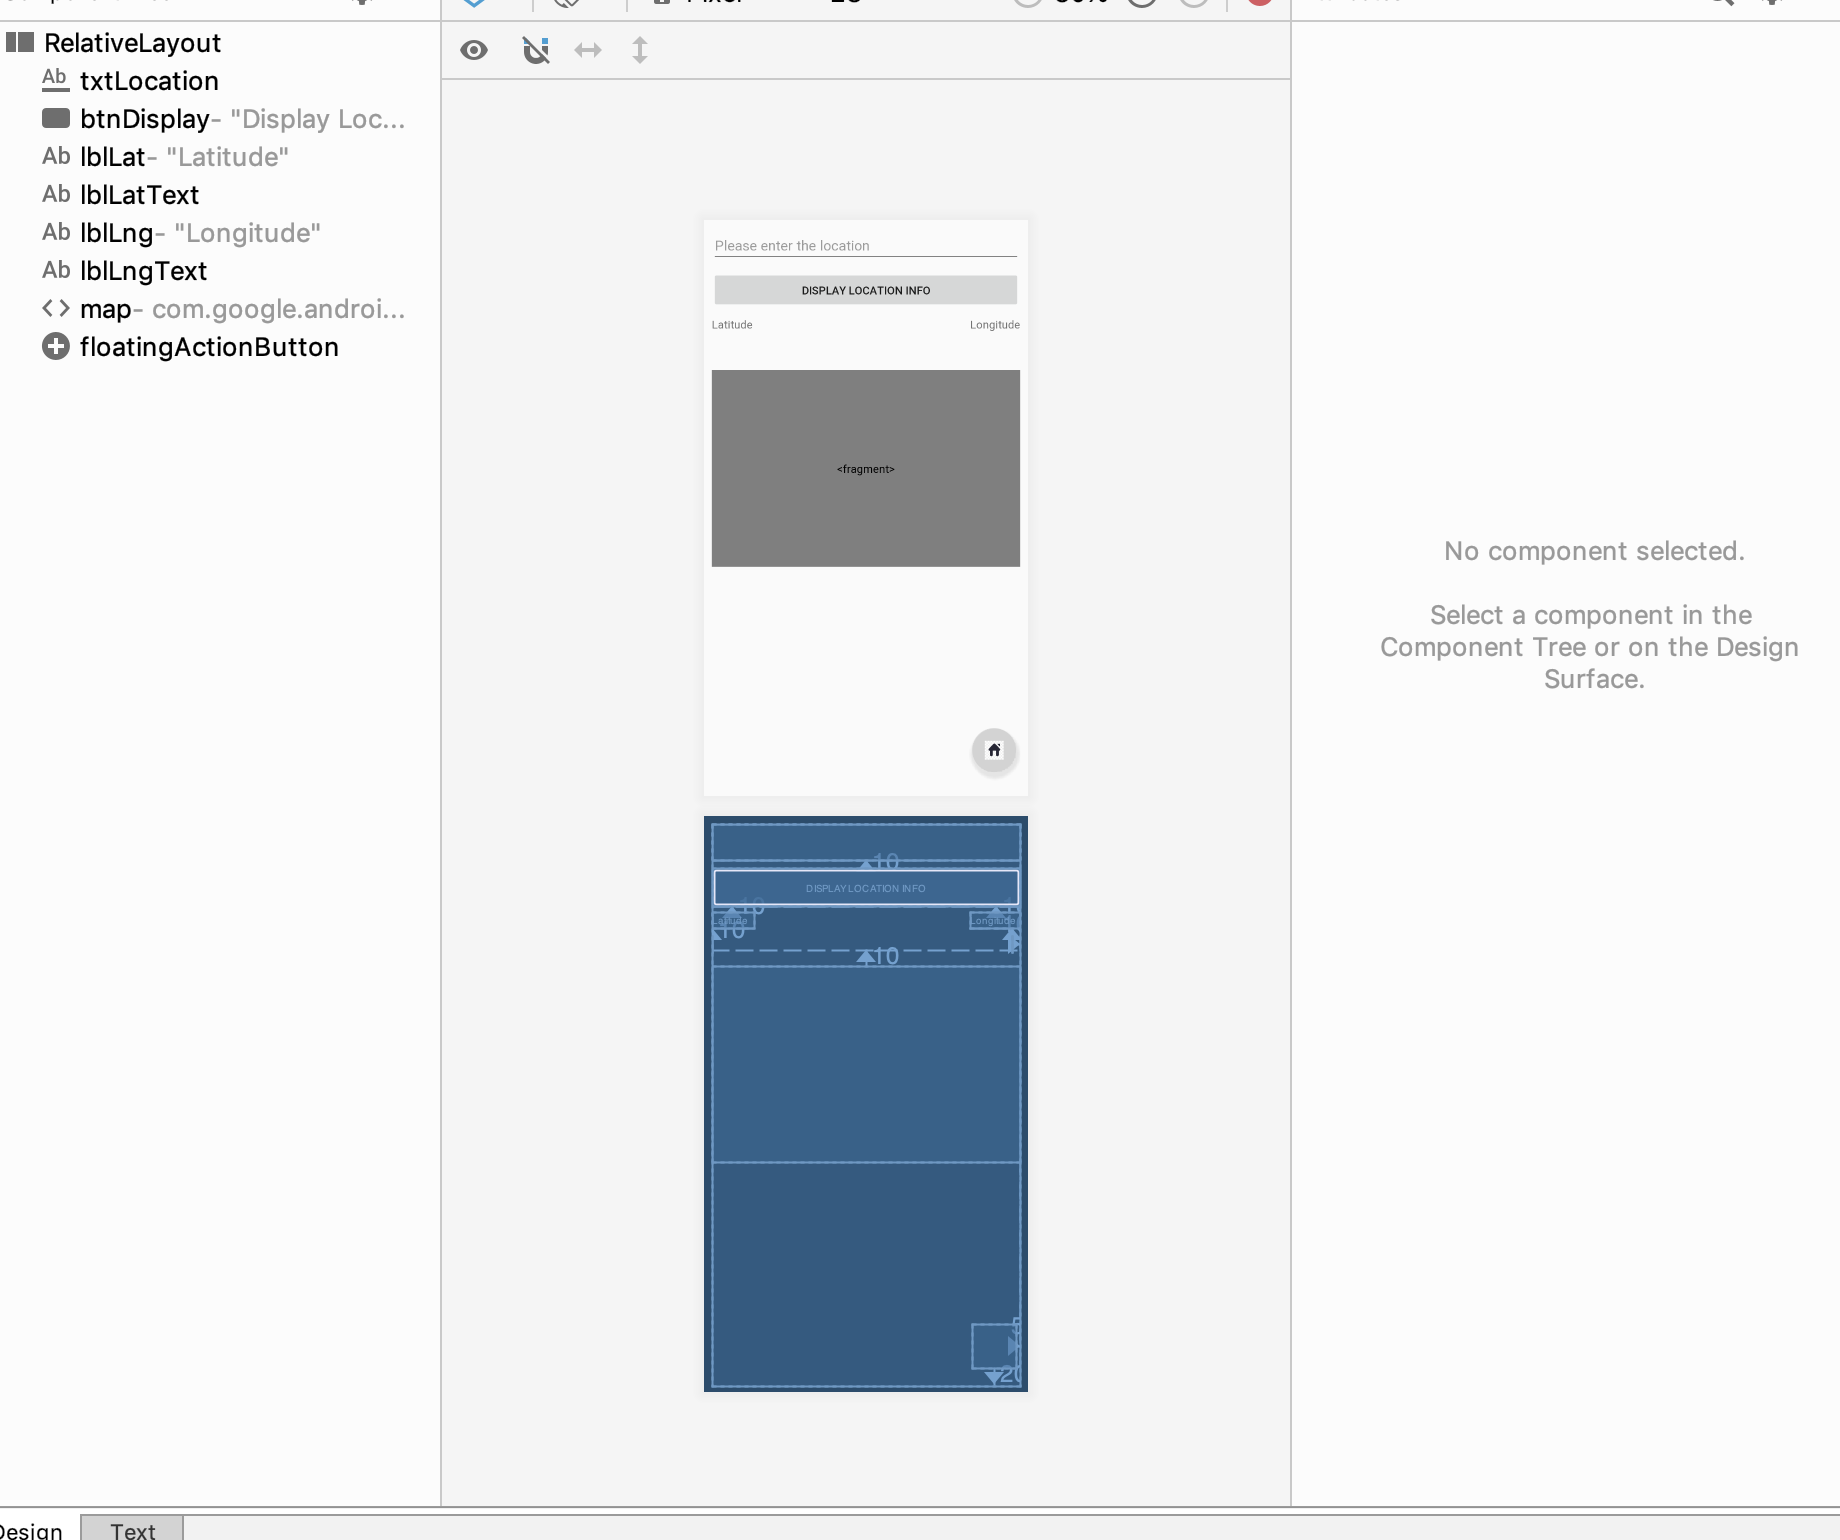 RelativeLayout
Ab txtLocation
btnDisplay- "Display Loc...
Ab lblLat- "Latitude"
Ab lblLatText
Ab lblLng- "Longitude"
Ab lblLngText
<> map- com.google.androi...
floatingActionButton
Please enter the location
DISPLAY LOCATION INFO
Latitude
Longitude
<fragment>
No component selected.
Select a component in the
Component Tree or on the Design
Surface.
10
DISPLAY LOCATION INFO
10
Latitude
Longitude
10
10
Design
Text